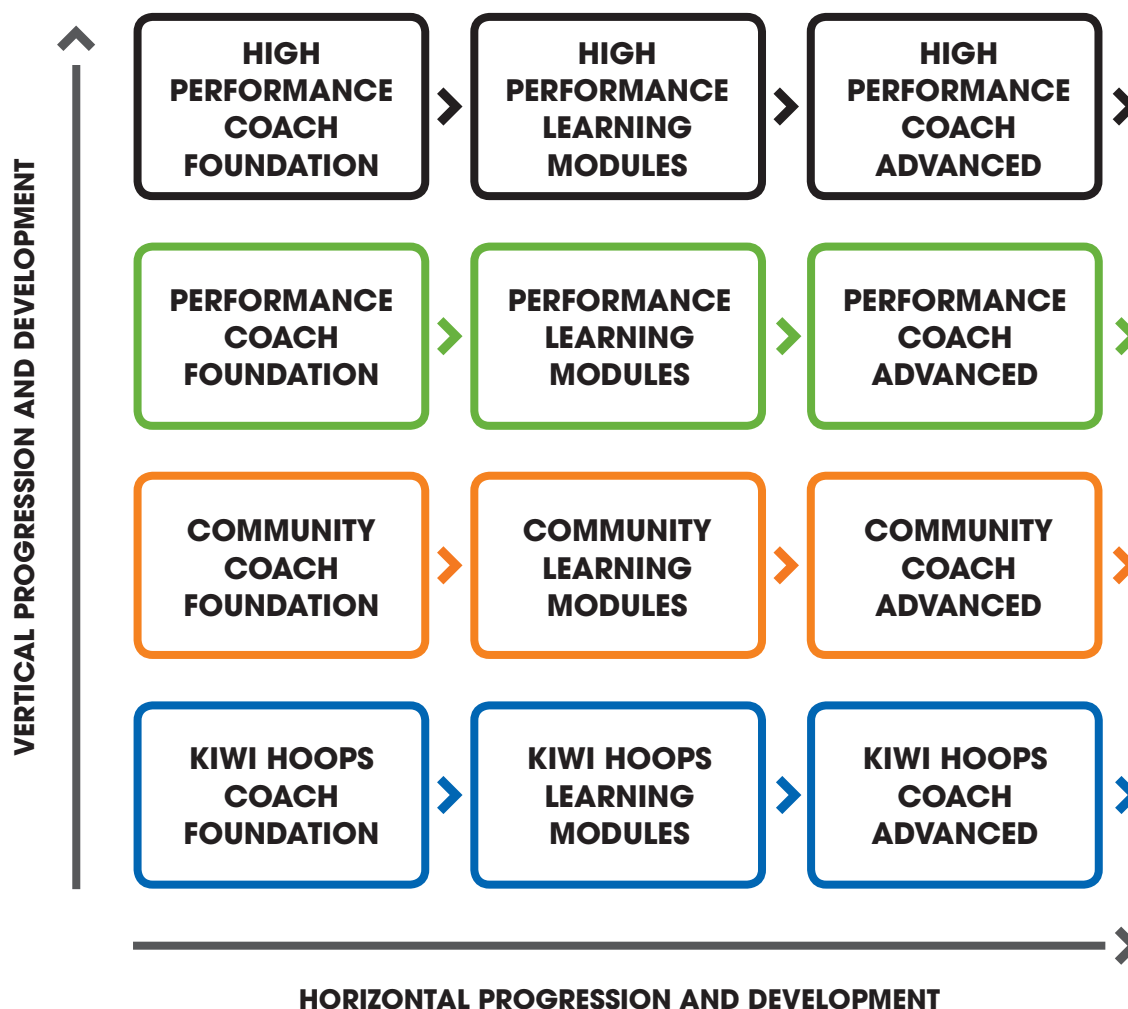 HIGH
PERFORMANCE
COACH
FOUNDATION
HIGH
PERFORMANCE
LEARNING
MODULES
HIGH
PERFORMANCE
COACH
ADVANCED
PERFORMANCE
COACH
FOUNDATION
PERFORMANCE
LEARNING
MODULES
PERFORMANCE
COACH
ADVANCED
COMMUNITY
COACH
FOUNDATION
COMMUNITY
LEARNING
MODULES
COMMUNITY
COACH
ADVANCED
KIWI HOOPS
COACH
FOUNDATION
KIWI HOOPS
LEARNING
MODULES
KIWI HOOPS
COACH
ADVANCED
VERTICAL PROGRESSION AND DEVELOPMENT
HORIZONTAL PROGRESSION AND DEVELOPMENT